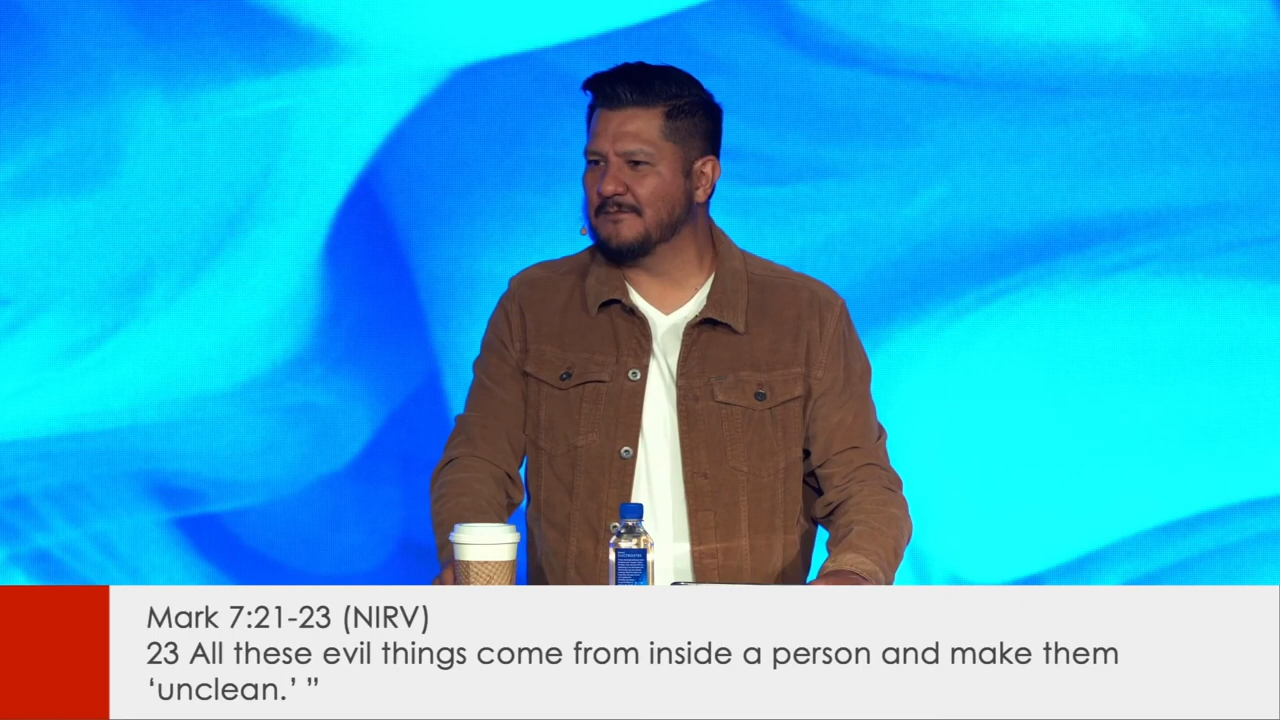 Mark 7:21-23 (NIRV)
23 All these evil things come from inside a person and make them
‘unclean.’ ”